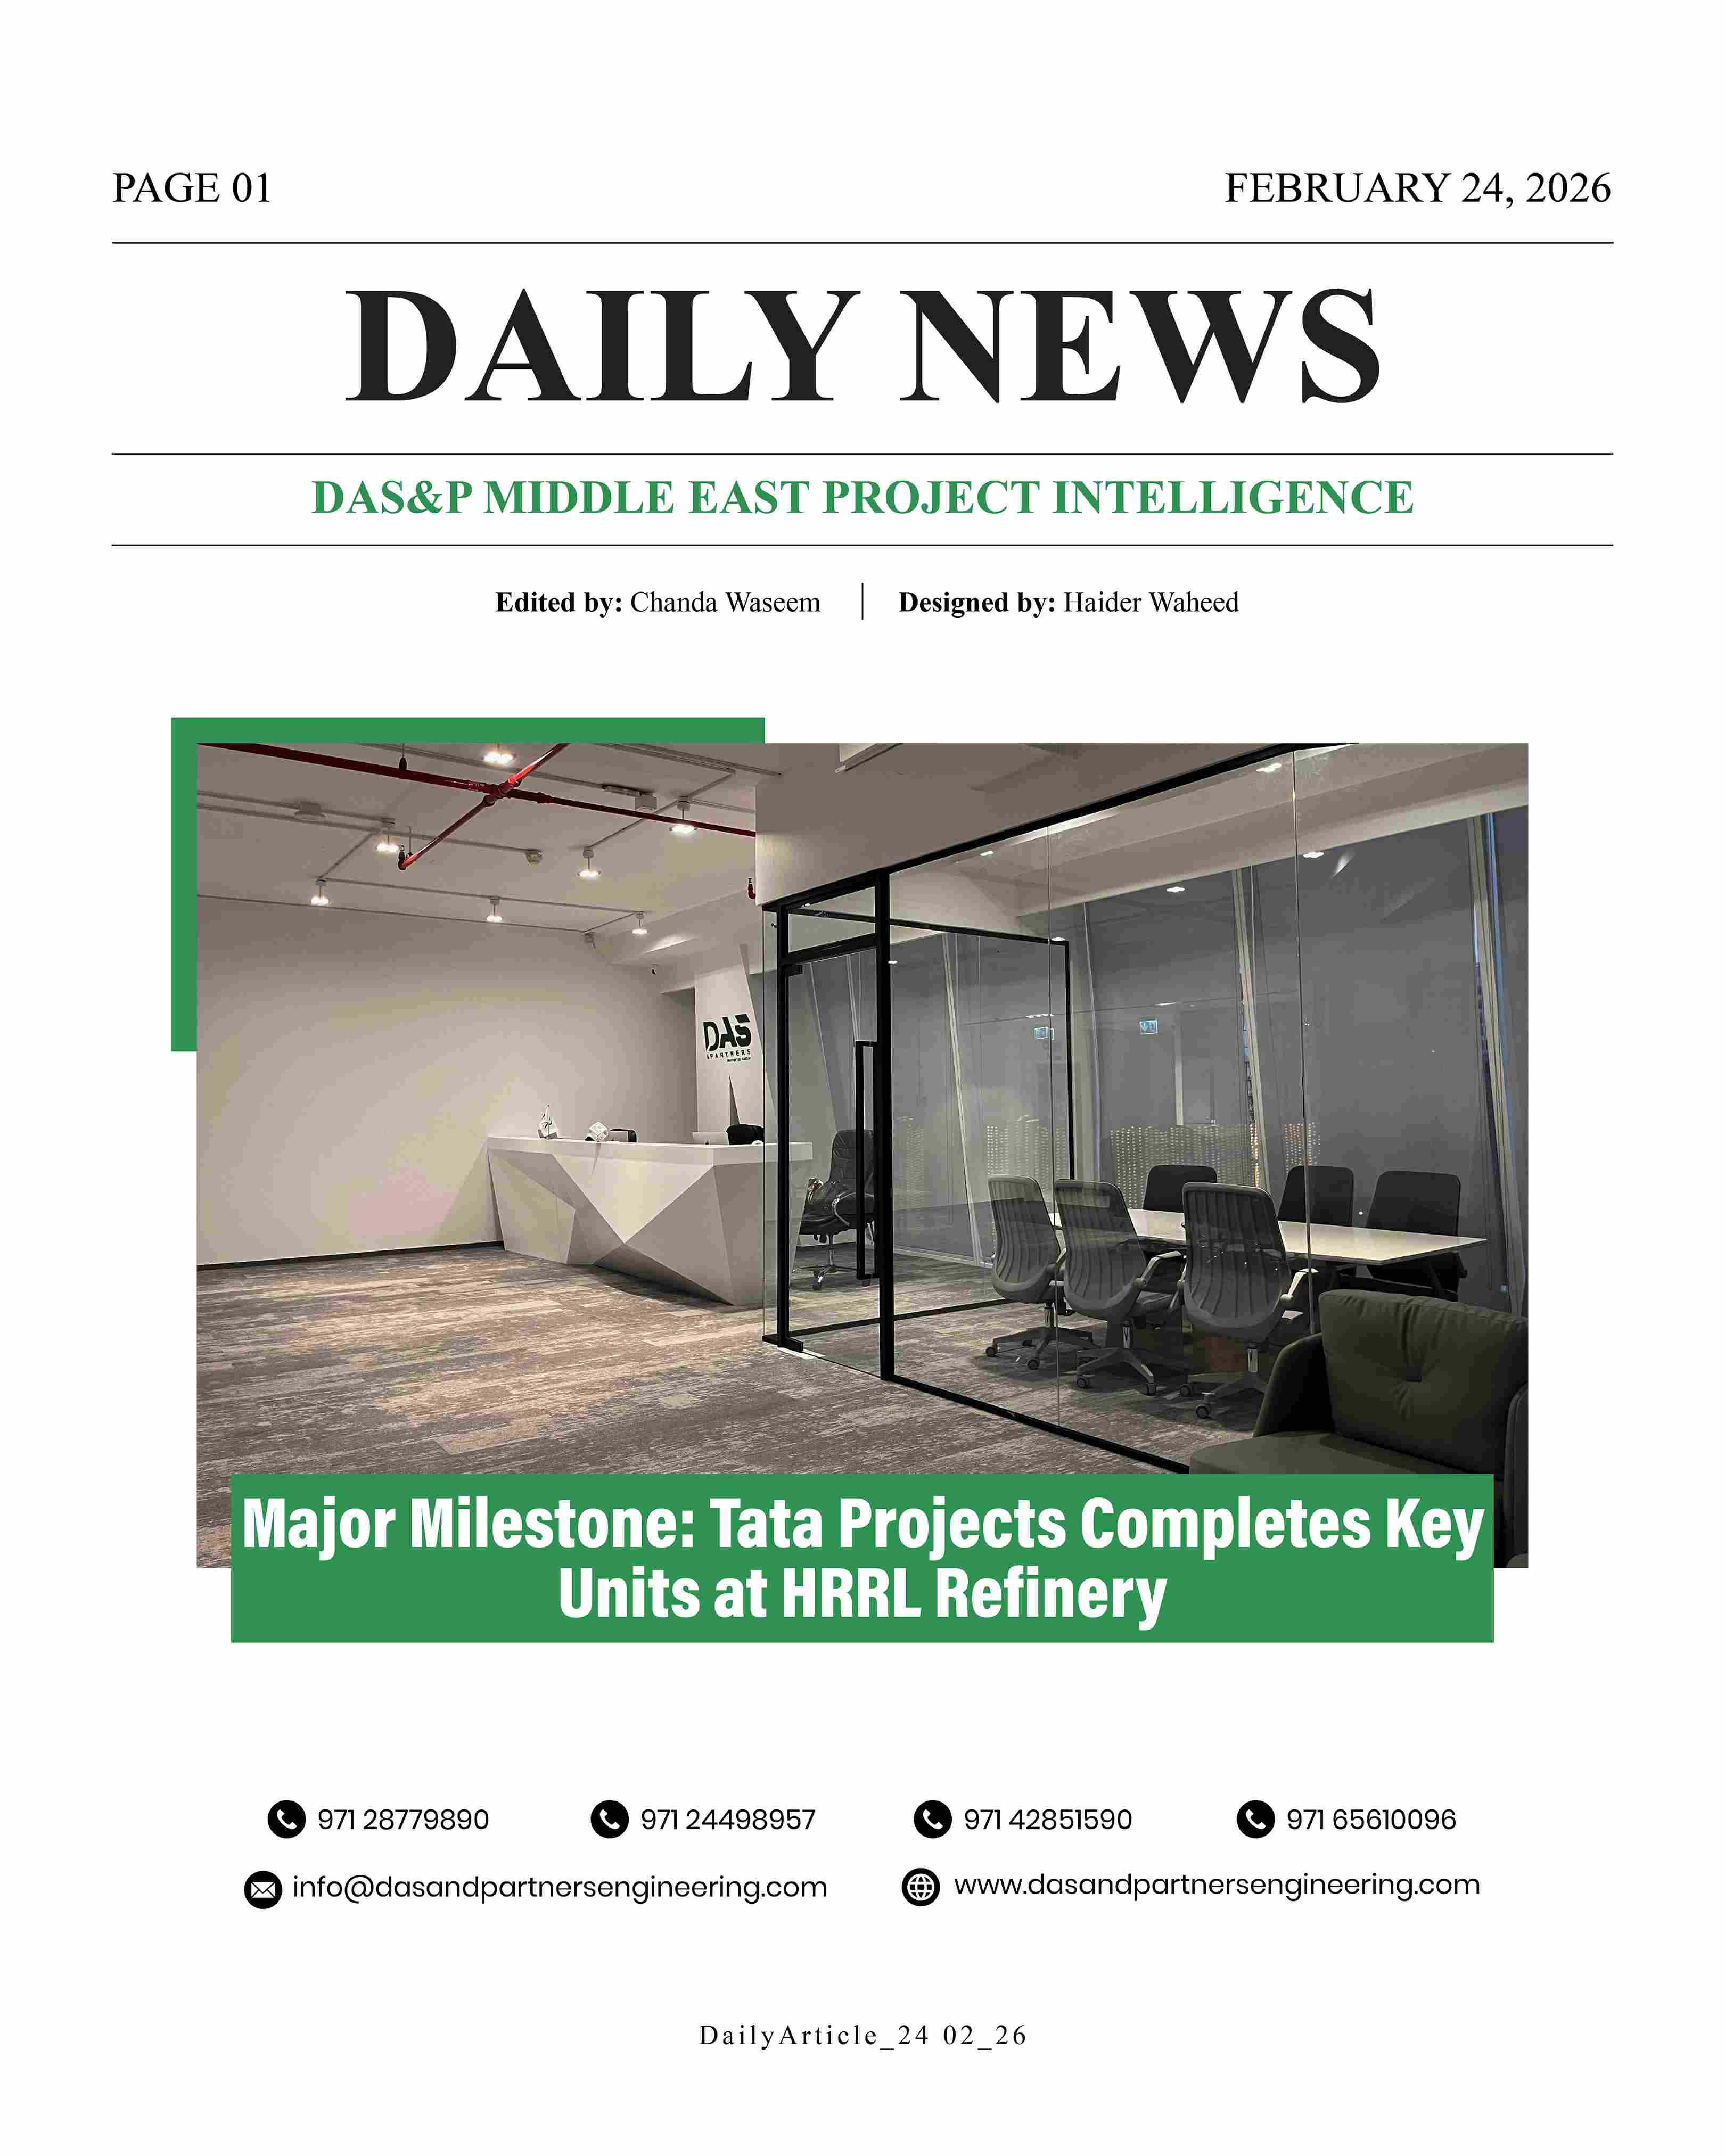 PAGE 01
FEBRUARY 24, 2026
DAILY NEWS
DAS&P MIDDLE EAST PROJECT INTELLIGENCE
Edited by: Chanda Waseem
Designed by: Haider Waheed
DAS
&PARTNERS
Major Milestone: Tata Projects Completes Key
Units at HRRL Refinery
971 28779890
971 24498957
971 42851590
971 65610096
info@dasandpartnersengineering.com
www.dasandpartnersengineering.com
DailyArticle_24 02_26